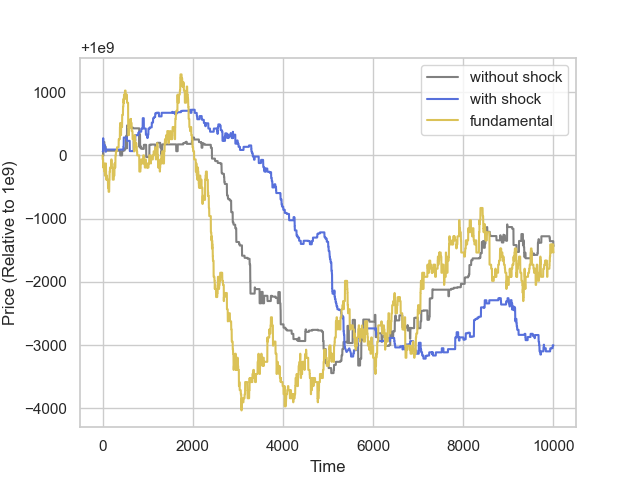 +1e9
without shock
with shock
fundamental
1000
0
−1000
−2000
−3000
−4000
Price (Relative to 1e9)
0 2000 4000 6000 8000 10000
Time